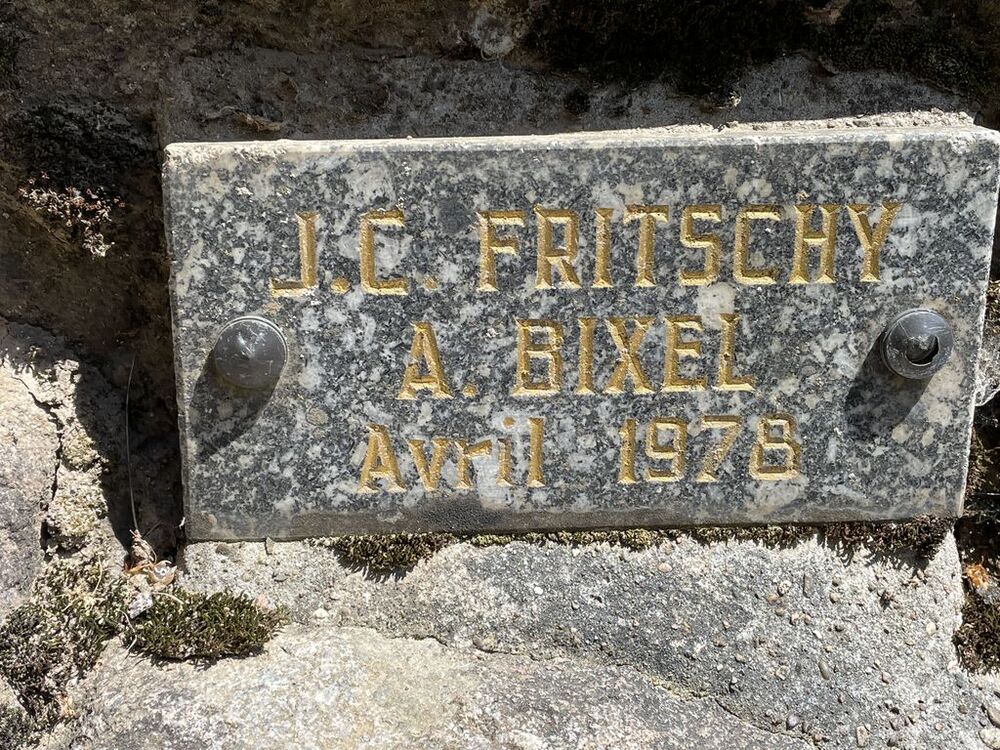 J.C. FRITSCHY
A. BIXEL
Avril 1978